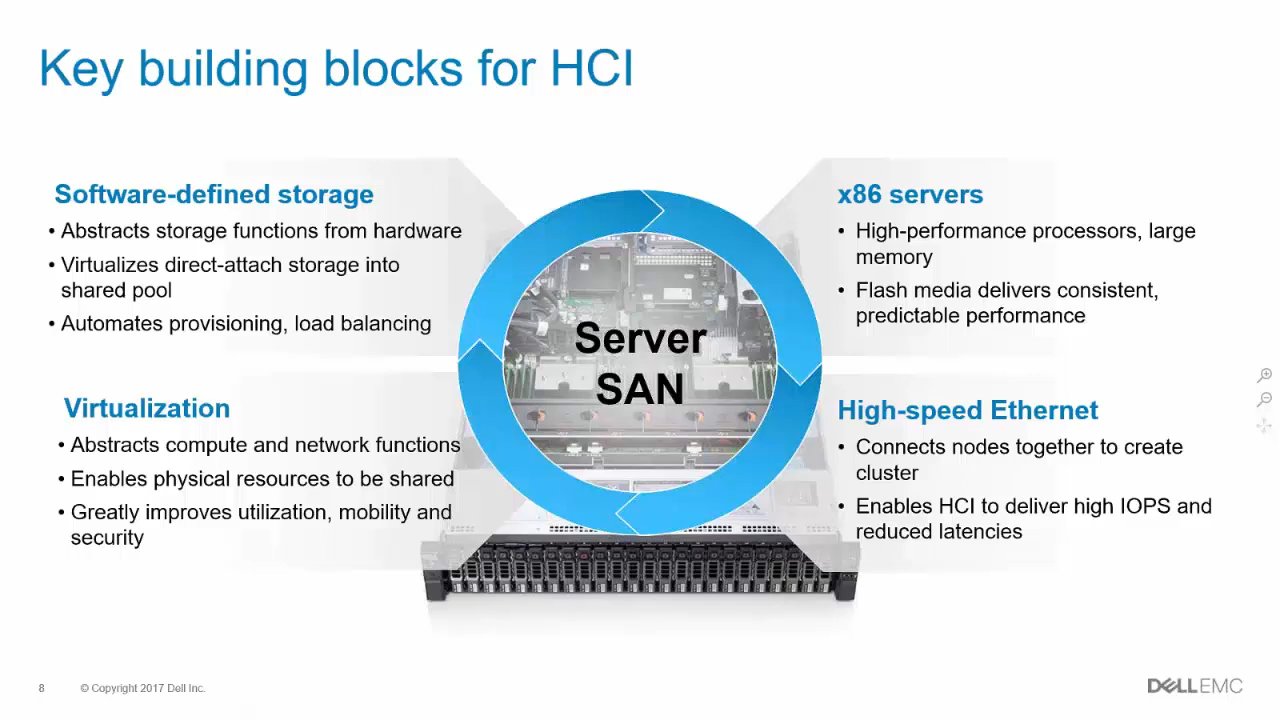 Key building blocks for HCI
Software-defined storage
• Abstracts storage functions from hardware
• Virtualizes direct-attach storage into
shared pool
• Automates provisioning, load balancing
Virtualization
• Abstracts compute and network functions
• Enables physical resources to be shared
• Greatly improves utilization, mobility and
security
Server
SAN
x86 servers
• High-performance processors, large
memory
• Flash media delivers consistent,
predictable performance
High-speed Ethernet
• Connects nodes together to create
cluster
• Enables HCI to deliver high IOPS and
reduced latencies
8 © Copyright 2017 Dell Inc.
DELLEMC